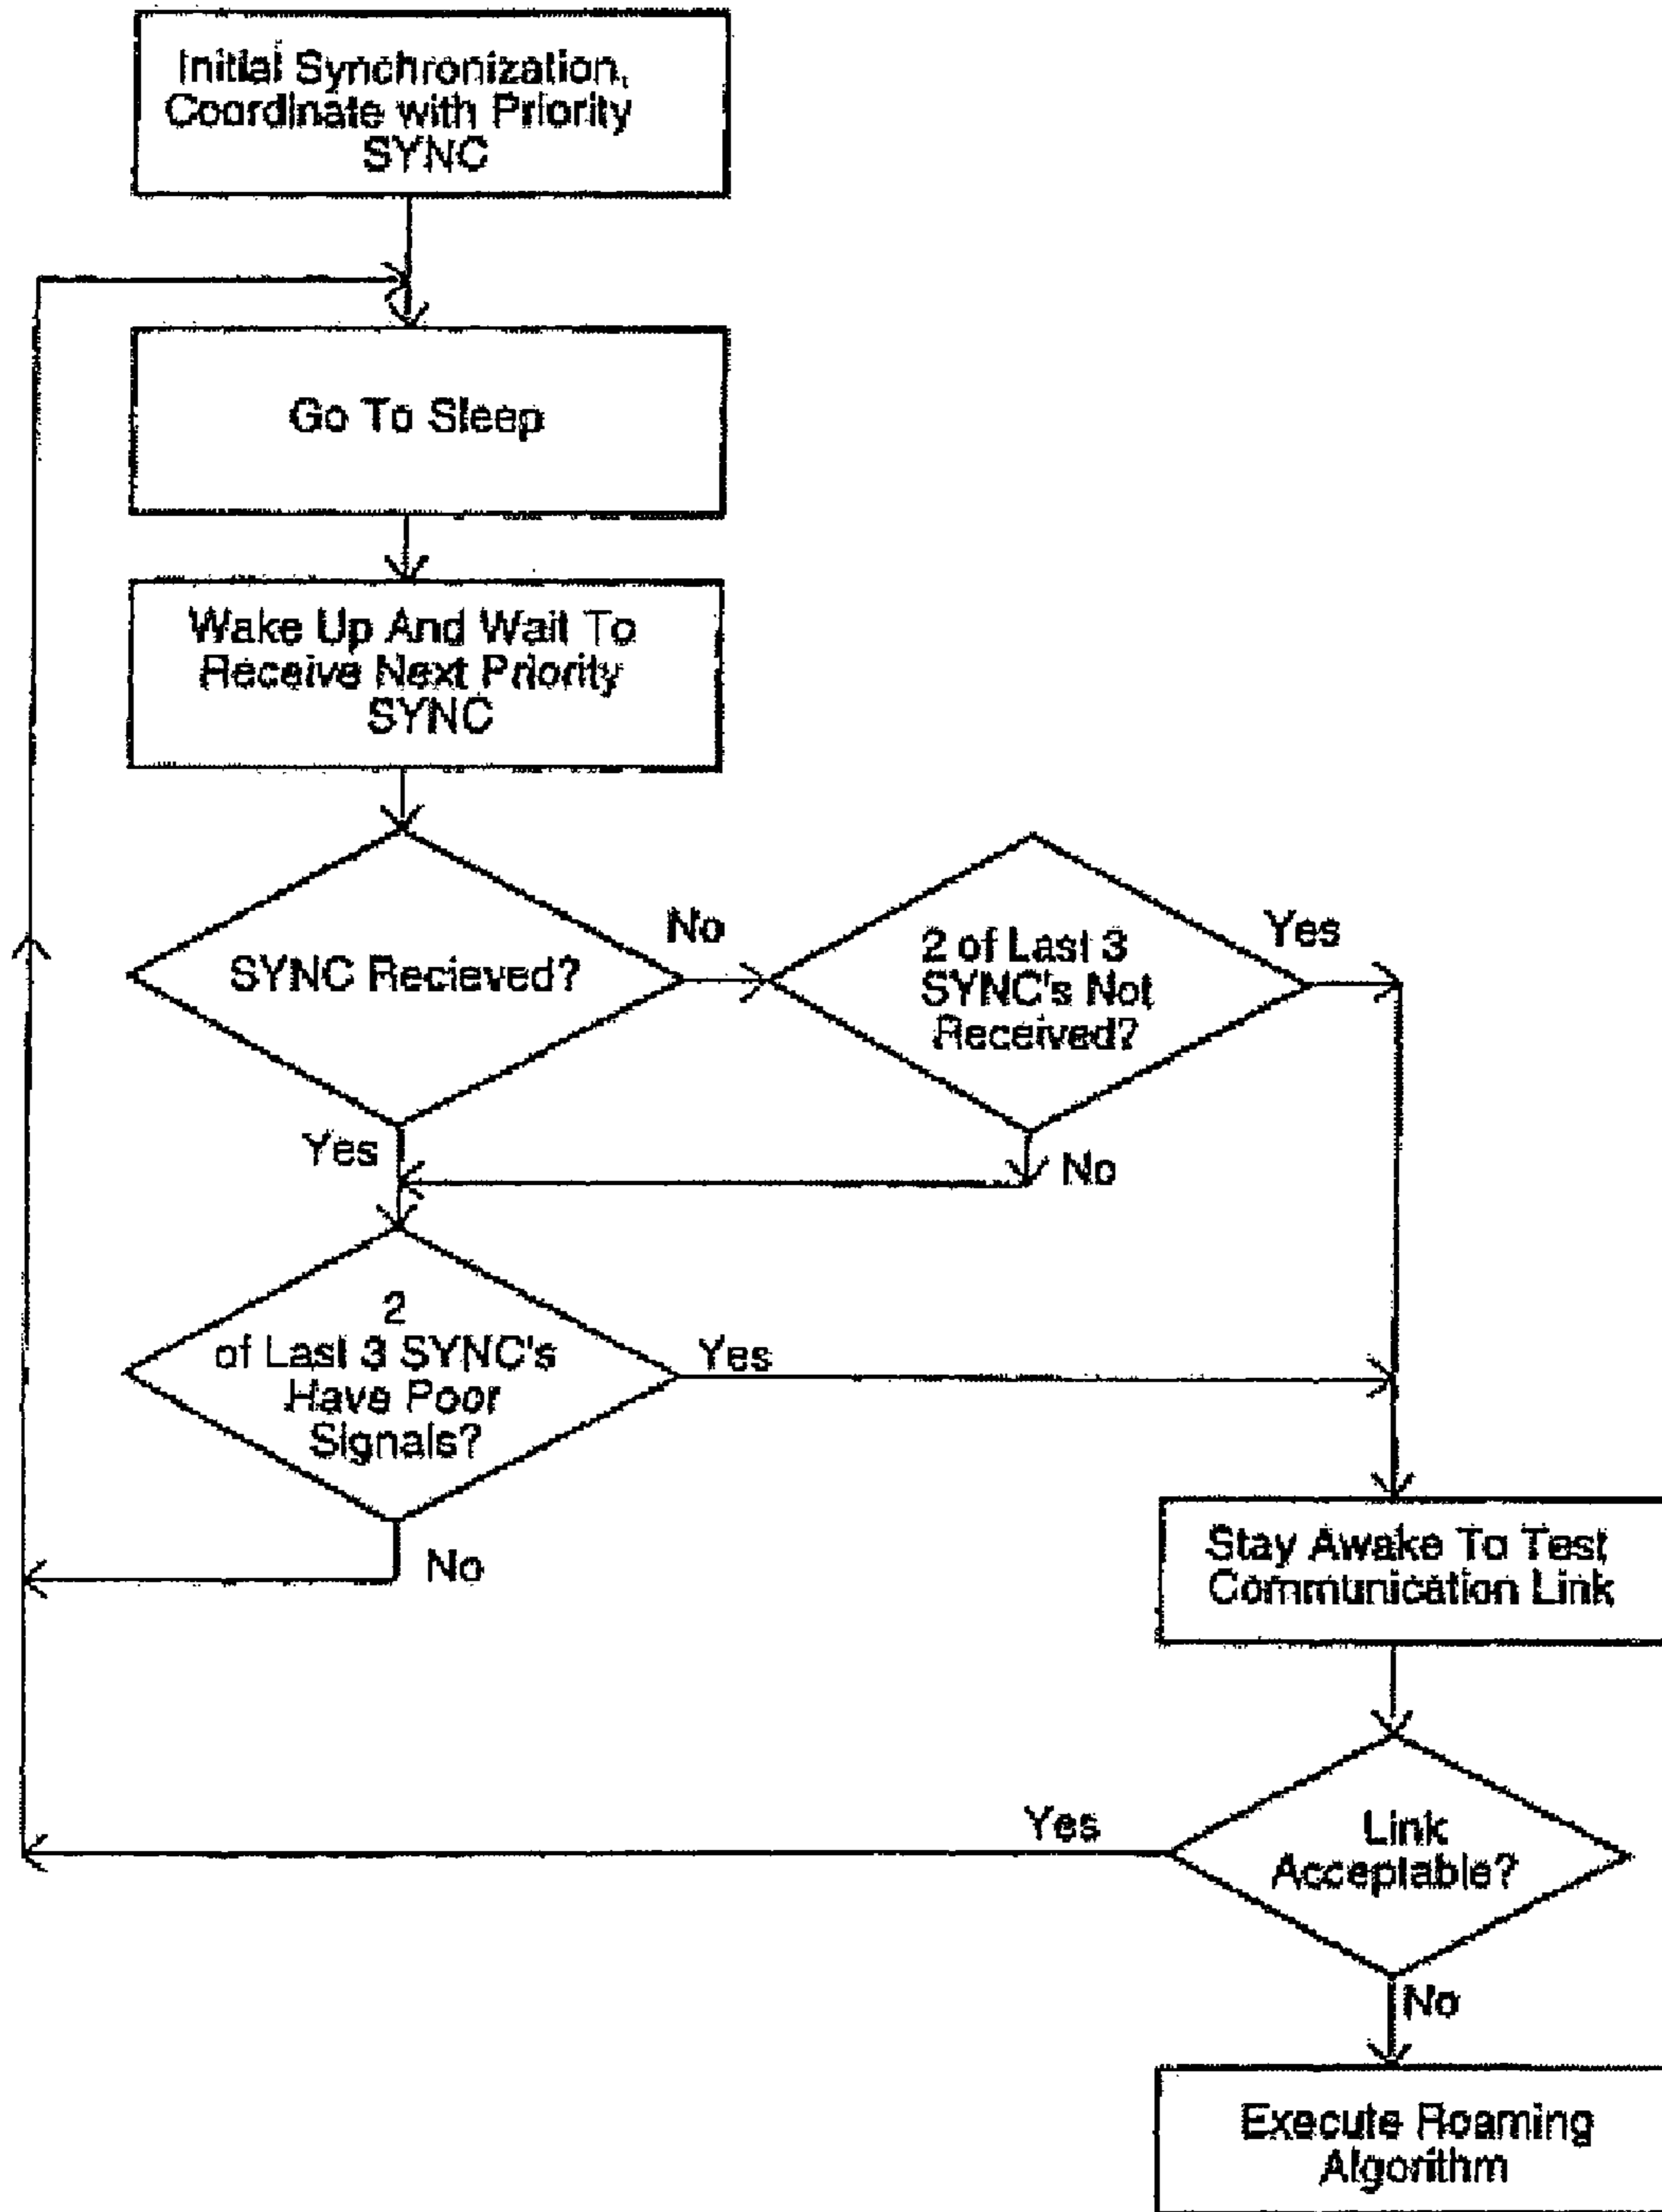 Initial Synchronization,
Coordinate with Priority
SYNC
Go To Sleep
Wake Up And Wait To
Receive Next Priority
SYNC
SYNC Recieved?
No
2 of Last 3
SYNC's Not
Received?
Yes
Yes
No
2
of Last 3 SYNC's
Have Poor
Signals?
Yes
No
Stay Awake To Test
Communication Link
Link
Acceptable?
Yes
No
Execute Roaming
Algorithm